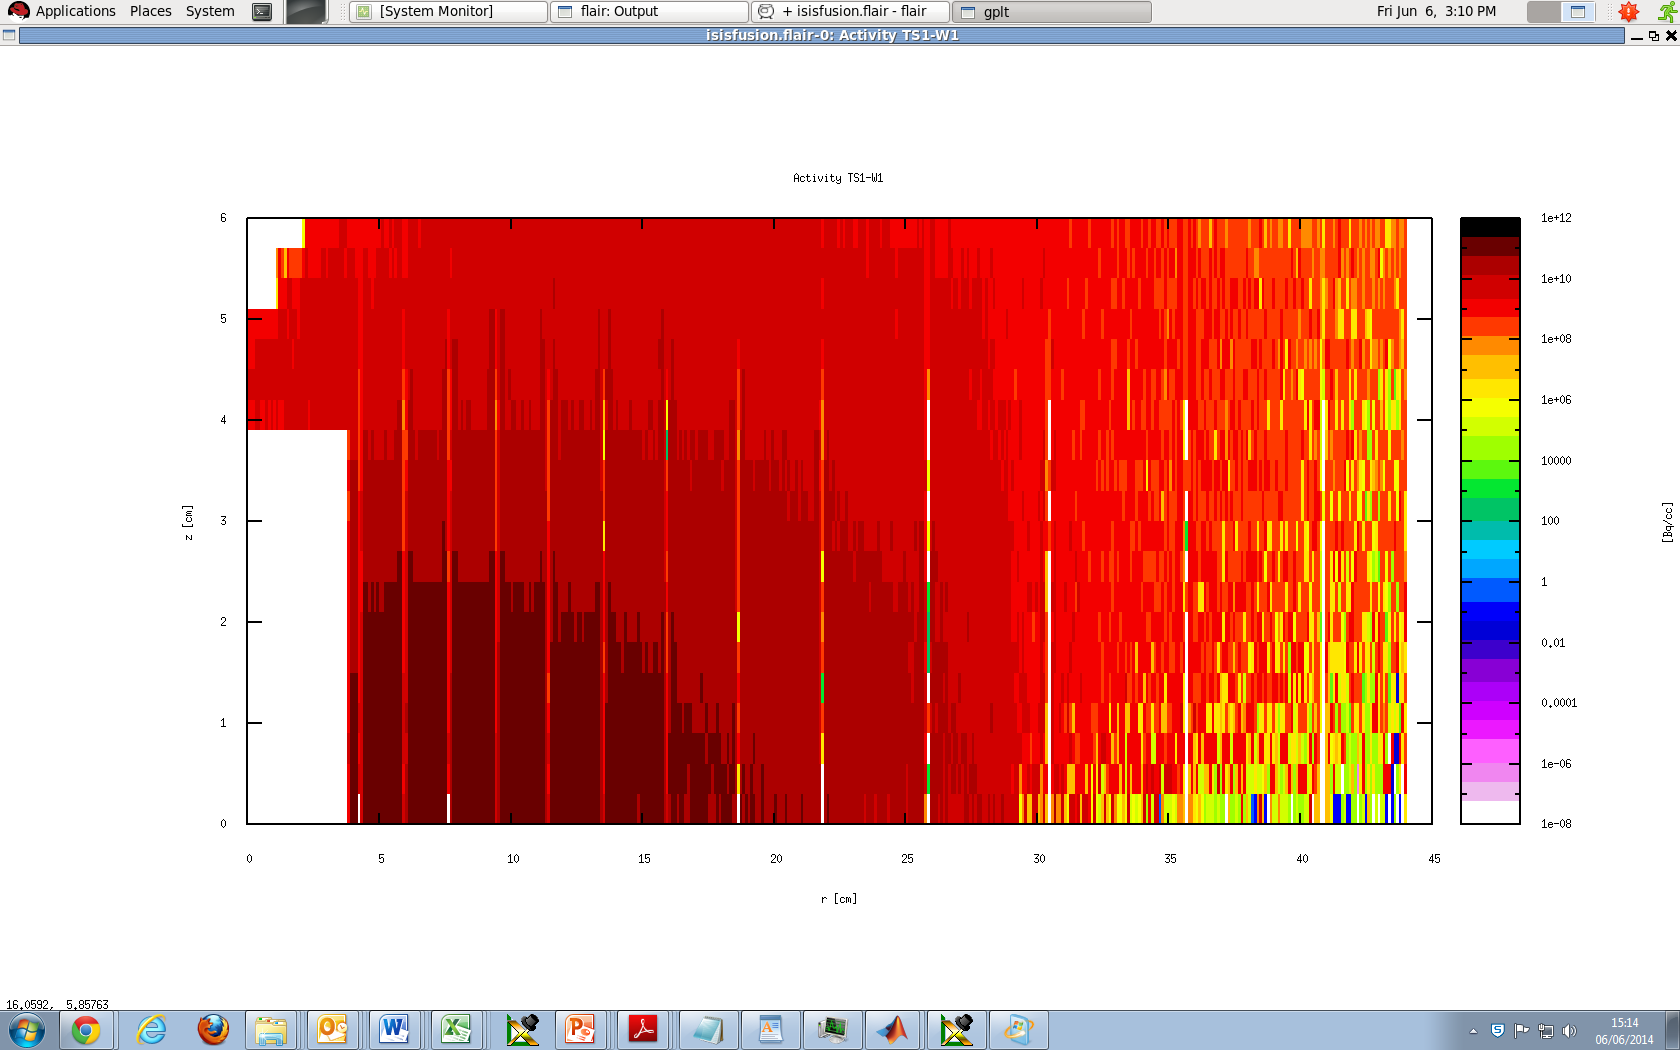 Applications Places System [System Monitor] flair: Output + isisfusion.flair - flair gplt Fri Jun 6, 3:10 PM
isisfusion.flair-0: Activity TS1-W1
Activity TS1-W1
6
5
4
3
2
1
0
z [cm]
0 5 10 15 20 25 30 35 40 45
r [cm]
1e+12
1e+10
1e+08
1e+06
10000
100
1
0.01
0.0001
1e-06
1e-08
[Bq/cc]
16.0592, 5.85763
15:14
06/06/2014